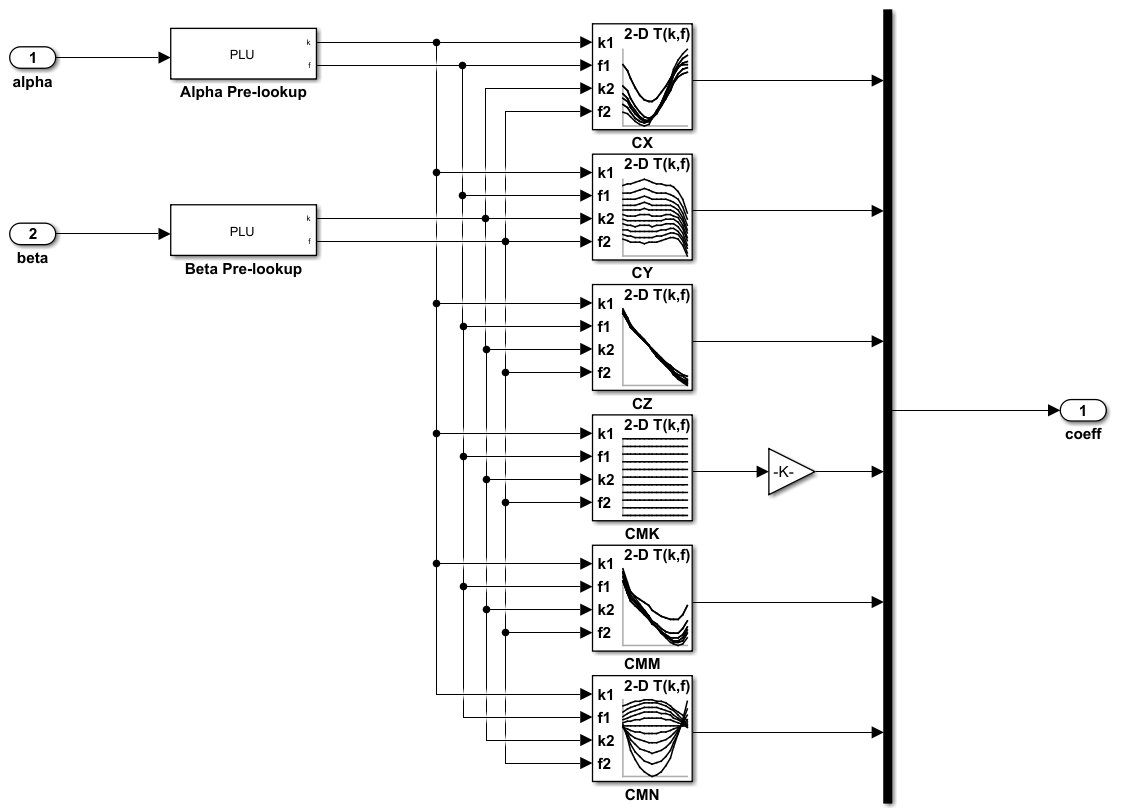 1
alpha
PLU
k
f
Alpha Pre-lookup
2
beta
PLU
k
f
Beta Pre-lookup
2-D T(k,f)
k1
f1
k2
f2
CX
2-D T(k,f)
k1
f1
k2
f2
CY
2-D T(k,f)
k1
f1
k2
f2
CZ
2-D T(k,f)
k1
f1
k2
f2
CMK
-K-
2-D T(k,f)
k1
f1
k2
f2
CMM
2-D T(k,f)
k1
f1
k2
f2
CMN
1
coeff